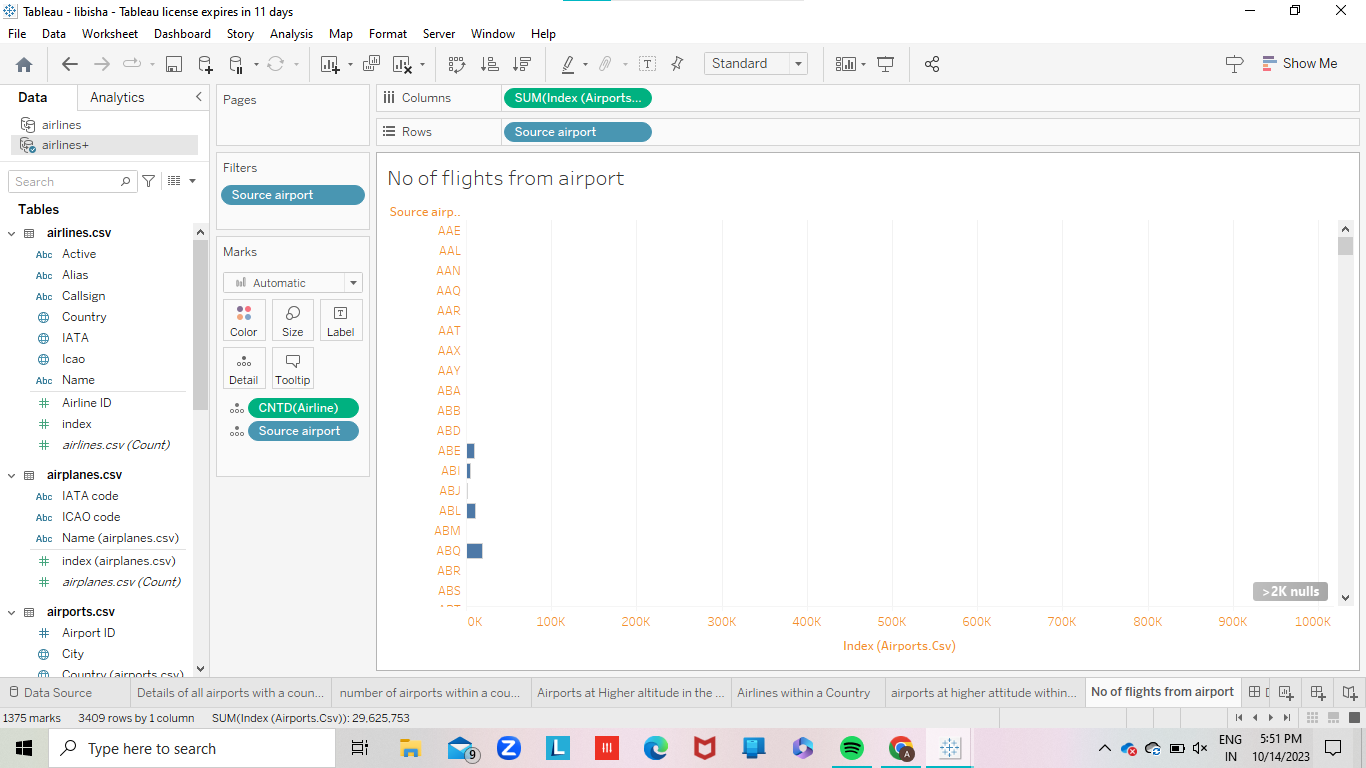 Tableau - libisha - Tableau license expires in 11 days
File Data Worksheet Dashboard Story Analysis Map Format Server Window Help
Standard
Show Me
Data Analytics
airlines
airlines+
Search
Tables
airlines.csv
Abc Active
Abc Alias
Abc Callsign
Country
IATA
Icao
Abc Name
Airline ID
index
airlines.csv (Count)
airplanes.csv
Abc IATA code
Abc ICAO code
Abc Name (airplanes.csv)
index (airplanes.csv)
airplanes.csv (Count)
airports.csv
Airport ID
City
Country (airports.csv)
Pages
Filters
Source airport
Marks
Automatic
Color Size Label
Detail Tooltip
CNTD(Airline)
Source airport
Columns SUM(Index (Airports...
Rows Source airport
No of flights from airport
Source airp..
AAE
AAL
AAN
AAQ
AAR
AAT
AAX
AAY
ABA
ABB
ABD
ABE
ABI
ABJ
ABL
ABM
ABQ
ABR
ABS
>2K nulls
0K 100K 200K 300K 400K 500K 600K 700K 800K 900K 1000K
Index (Airports.Csv)
Data Source Details of all airports with a coun... number of airports within a cou... Airports at Higher altitude in the ... Airlines within a Country airports at higher attitude within... No of flights from airport
1375 marks 3409 rows by 1 column SUM(Index (Airports.Csv)): 29,625,753
Type here to search
9
Z
L
A
ENG
IN
5:51 PM
10/14/2023